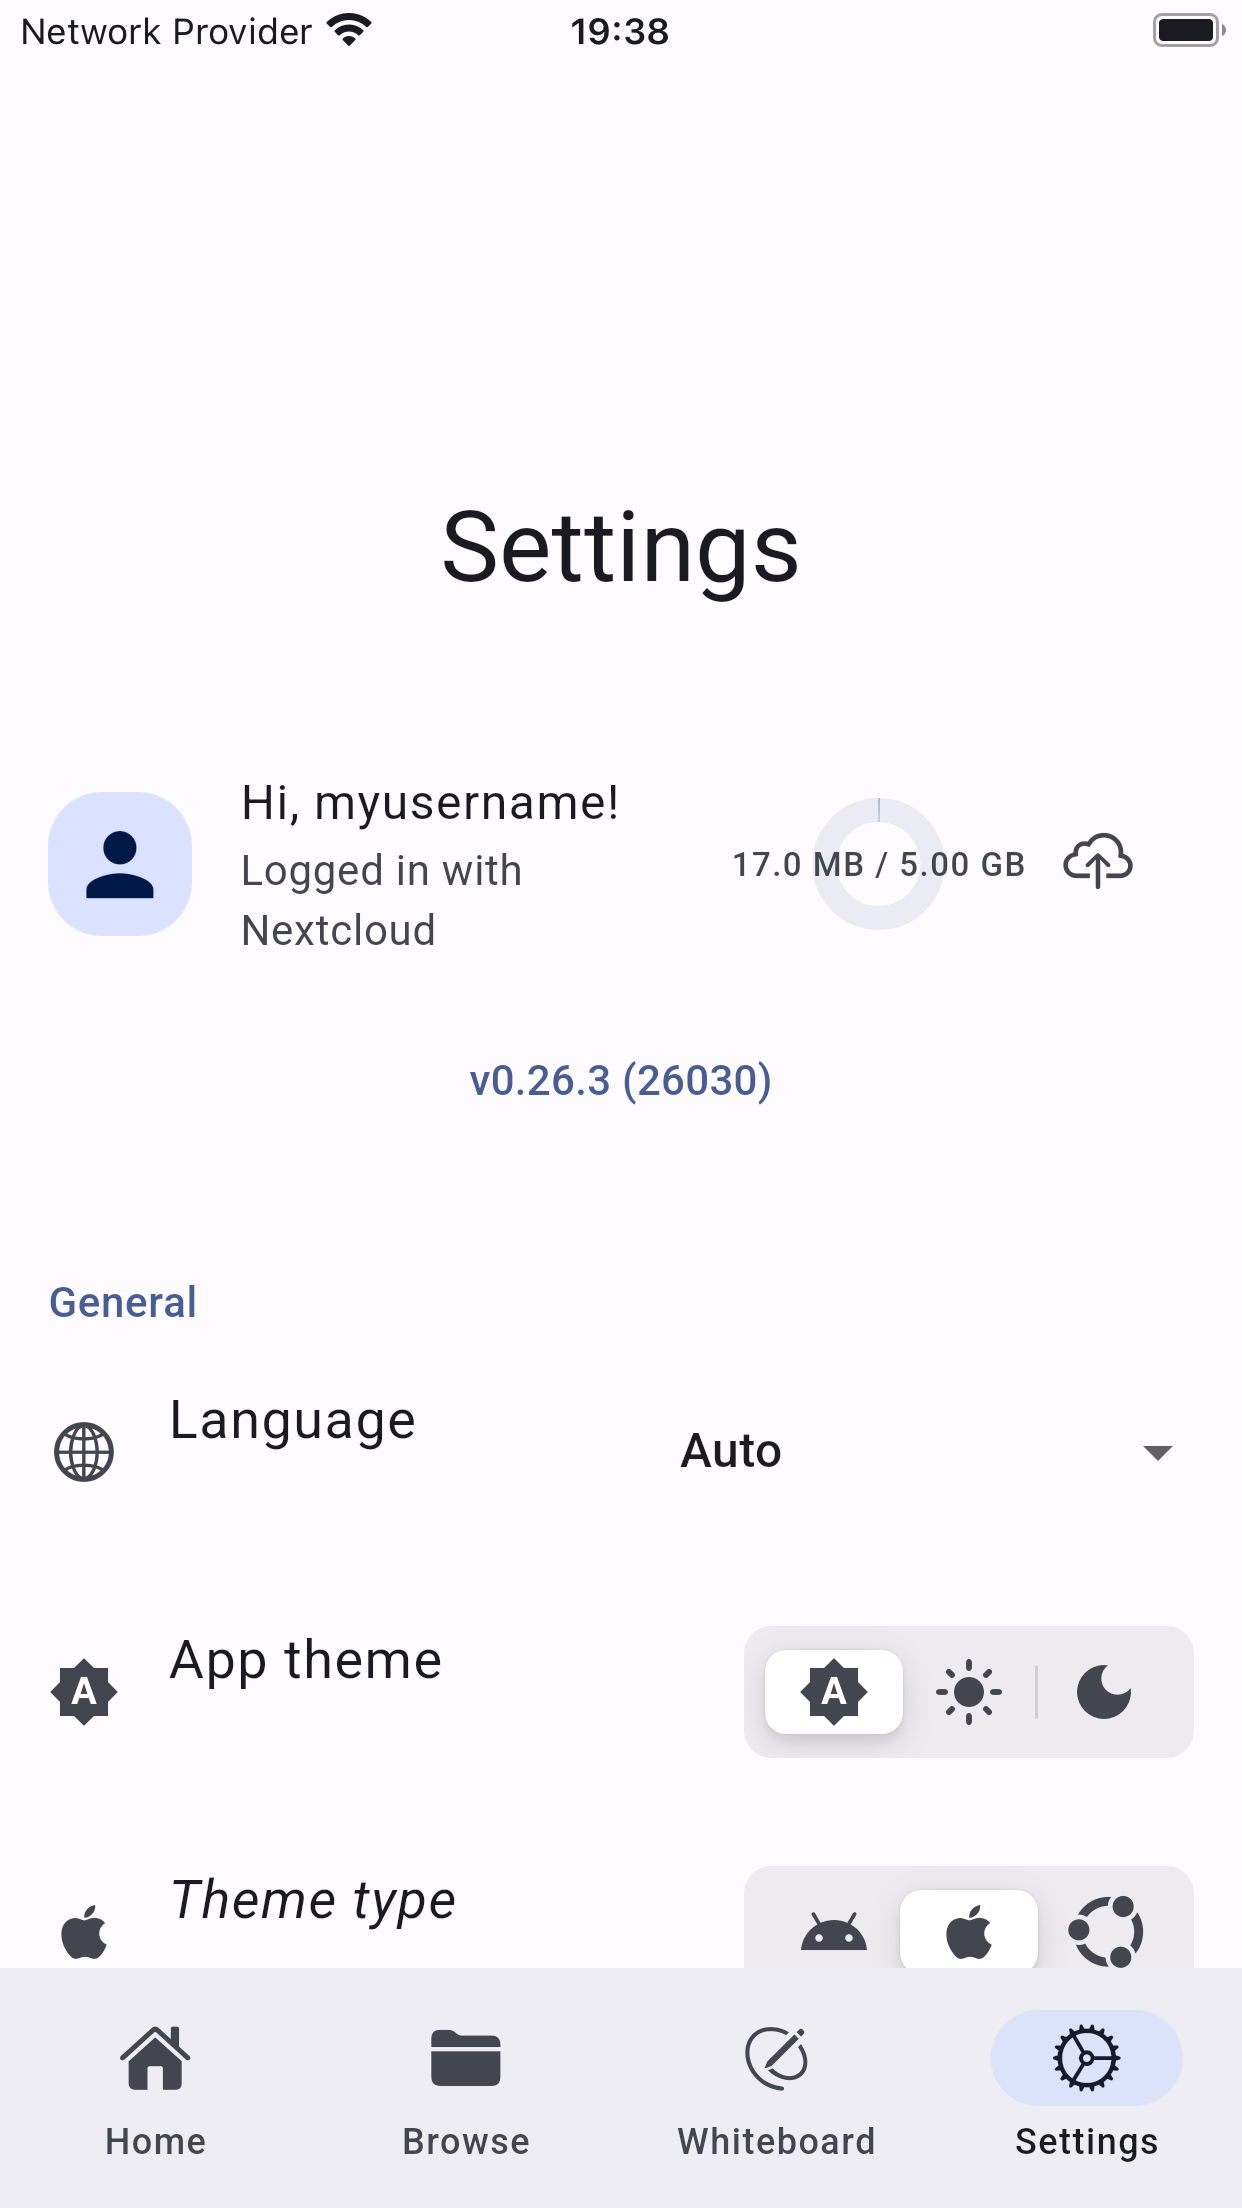 Network Provider 19:38
Settings
Hi, myusername!
Logged in with
Nextcloud
17.0 MB / 5.00 GB
v0.26.3 (26030)
General
Language
Auto
App theme
A
A
Theme type
Home
Browse
Whiteboard
Settings